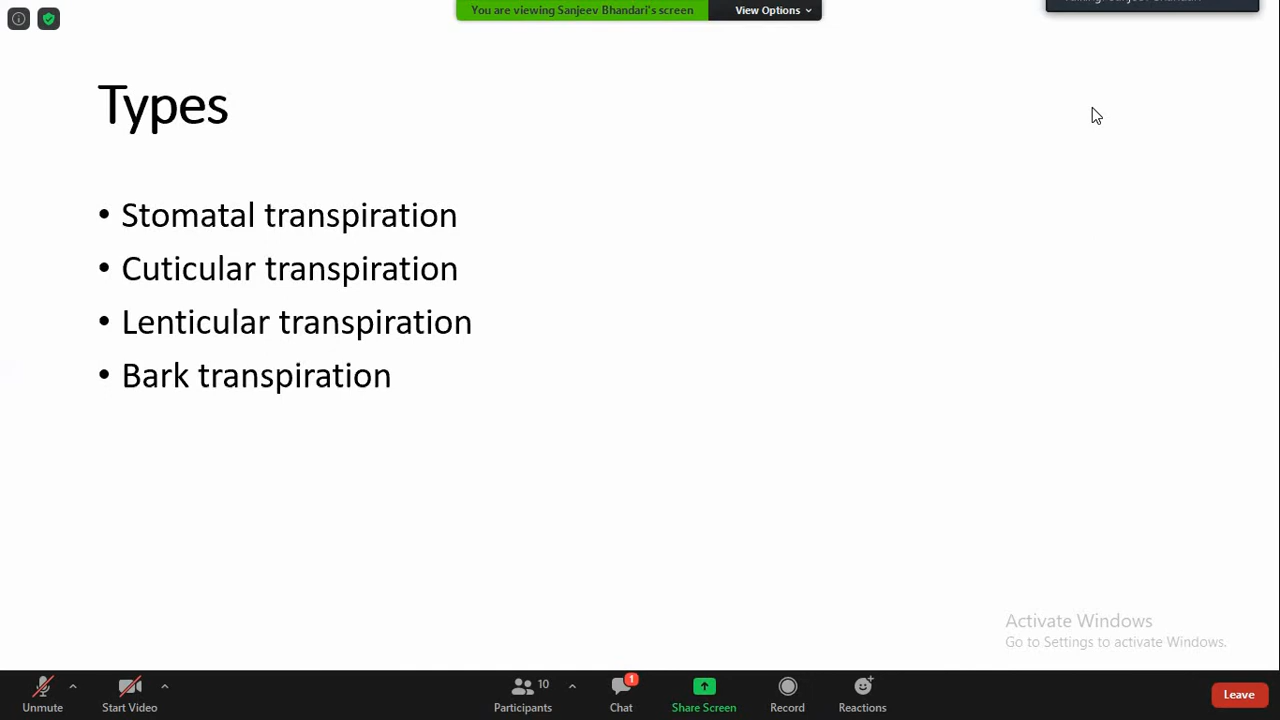 You are viewing Sanjeev Bhandari's screen
View Options
Types
• Stomatal transpiration
• Cuticular transpiration
• Lenticular transpiration
• Bark transpiration
Activate Windows
Go to Settings to activate Windows.
Unmute
Start Video
10
Participants
1
Chat
Share Screen
Record
Reactions
Leave